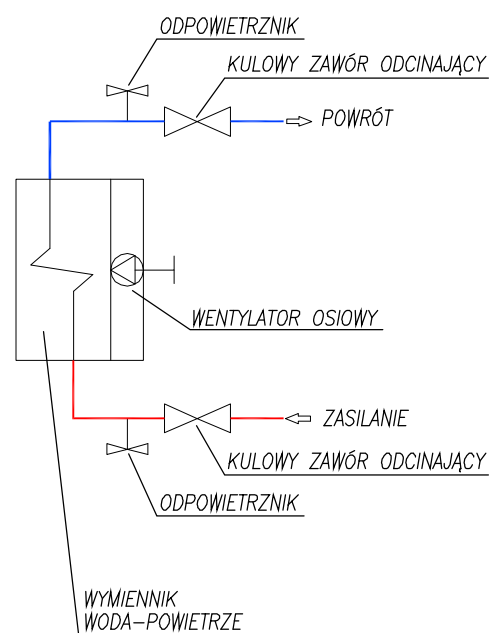 ODPOWIETRZNIK
KULOWY ZAWÓR ODCINAJĄCY
POWRÓT
WENTYLATOR OSIOWY
ZASILANIE
KULOWY ZAWÓR ODCINAJĄCY
ODPOWIETRZNIK
WYMIENNIK
WODA-POWIETRZE